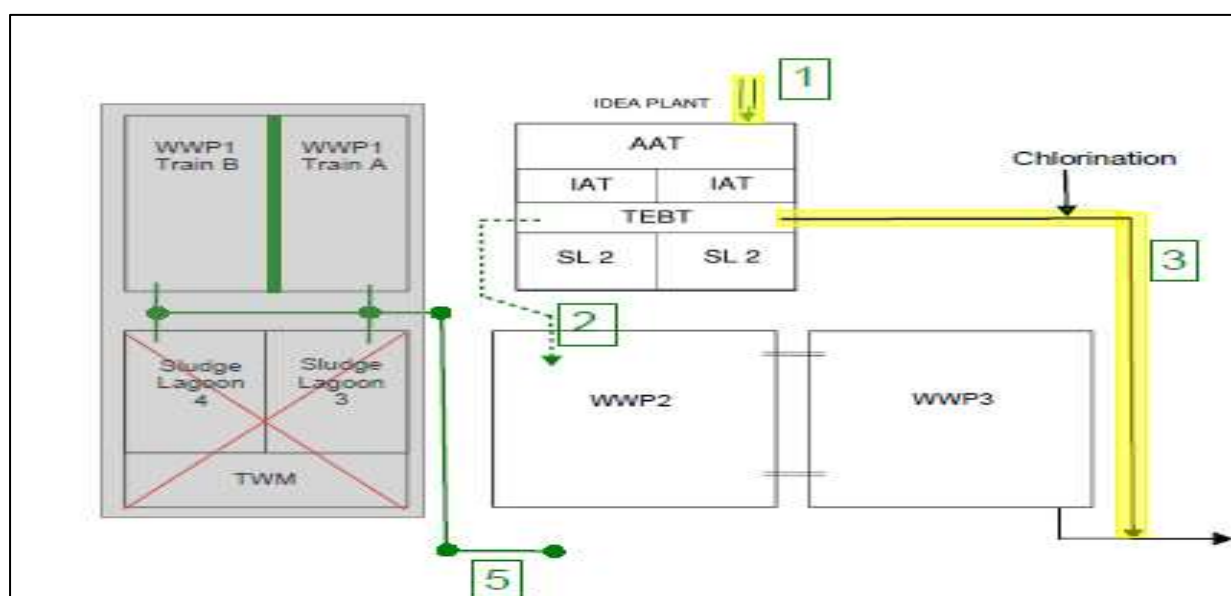 1
IDEA PLANT
WWP1
Train B
WWP1
Train A
AAT
Chlorination
IAT
IAT
TEBT
SL 2
SL 2
3
2
Sludge
Lagoon
4
Sludge
Lagoon
3
WWP2
WWP3
TWM
5